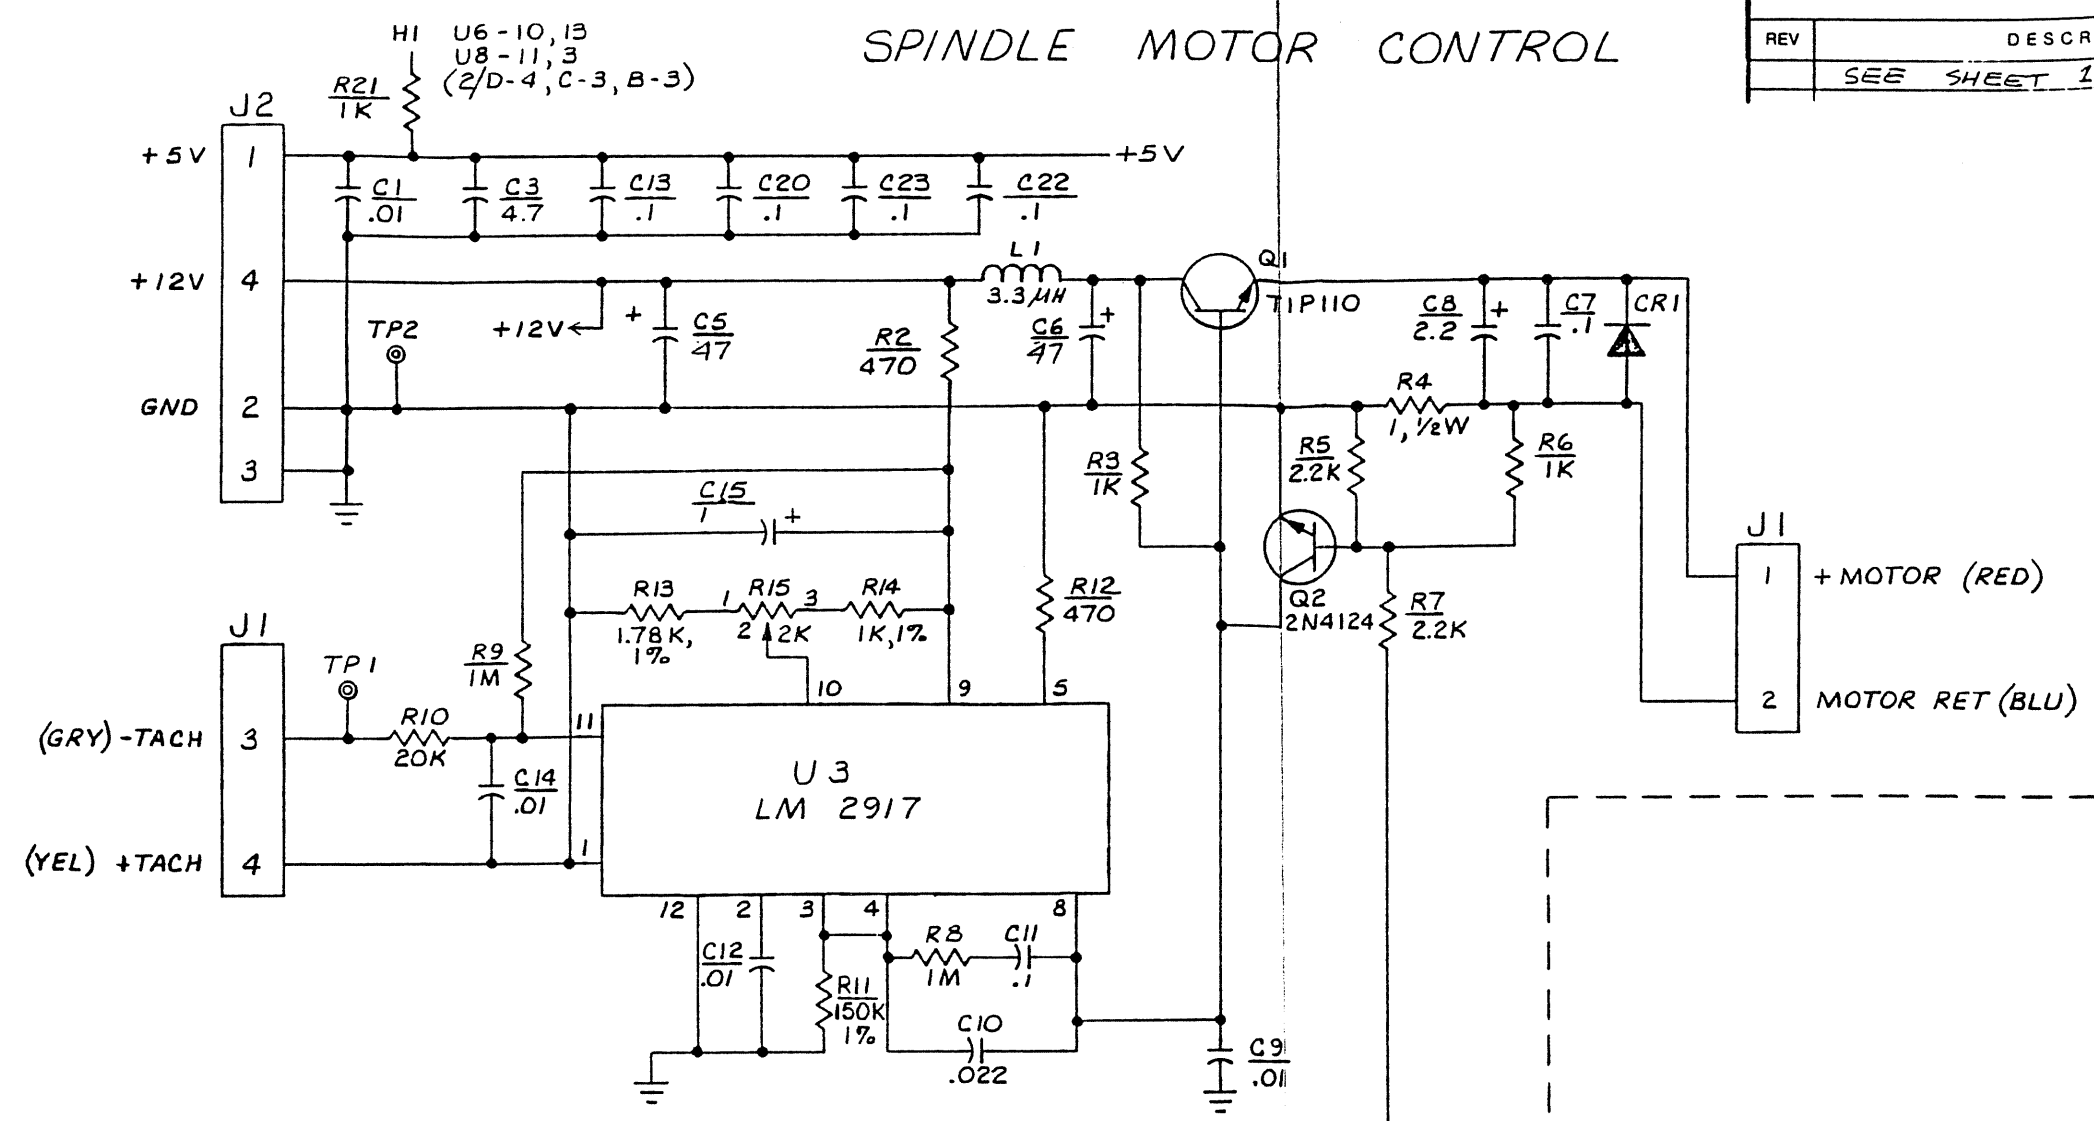 SPINDLE MOTOR CONTROL
REV DESCR
SEE SHEET 1
H1 U6-10, 13
U8-11, 3
(2/D-4, C-3, B-3)
R21
1K
J2
+5V 1
+5V
C1
.01
C3
4.7
C13
.1
C20
.1
C23
.1
C22
.1
+12V 4
+12V
TP2
+ C5
47
R2
470
L1
3.3 µH
C6 +
47
Q1
TIP110
C8 +
2.2
C7
.1
CR1
GND 2
3
R4
1, 1/2W
R3
1K
R5
2.2K
R6
1K
C15
1 +
R13
1.78K,
1%
1 R15 3
2 2K
R14
1K, 1%
R12
470
Q2
2N4124
R7
2.2K
J1
1 + MOTOR (RED)
2 MOTOR RET (BLU)
J1
TP1
R9
1M
(GRY) -TACH 3
R10
20K
C14
.01
(YEL) +TACH 4
10 9 5
11
1
U3
LM 2917
12 2 3 4 8
C12
.01
R11
150K
1%
R8
1M
C11
.1
C10
.022
C9
.01